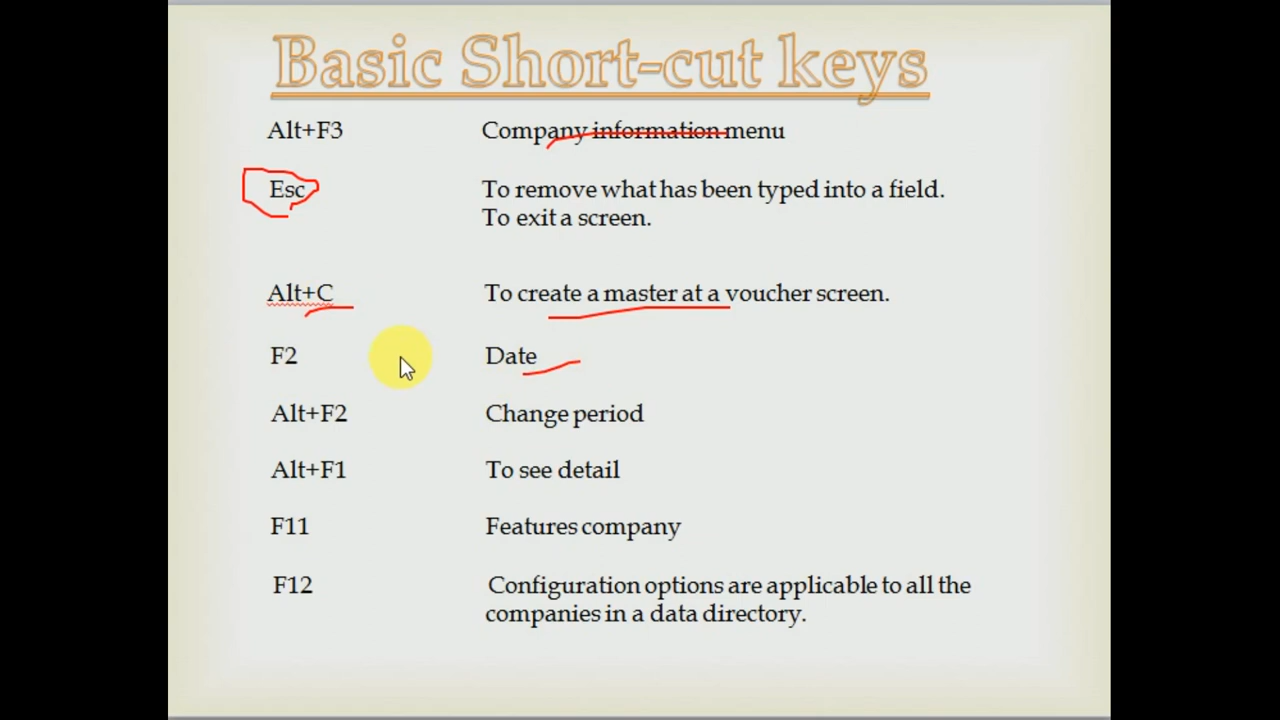 Basic Short-cut keys
Alt+F3 Company information menu
Esc To remove what has been typed into a field.
To exit a screen.
Alt+C To create a master at a voucher screen.
F2 Date
Alt+F2 Change period
Alt+F1 To see detail
F11 Features company
F12 Configuration options are applicable to all the
companies in a data directory.